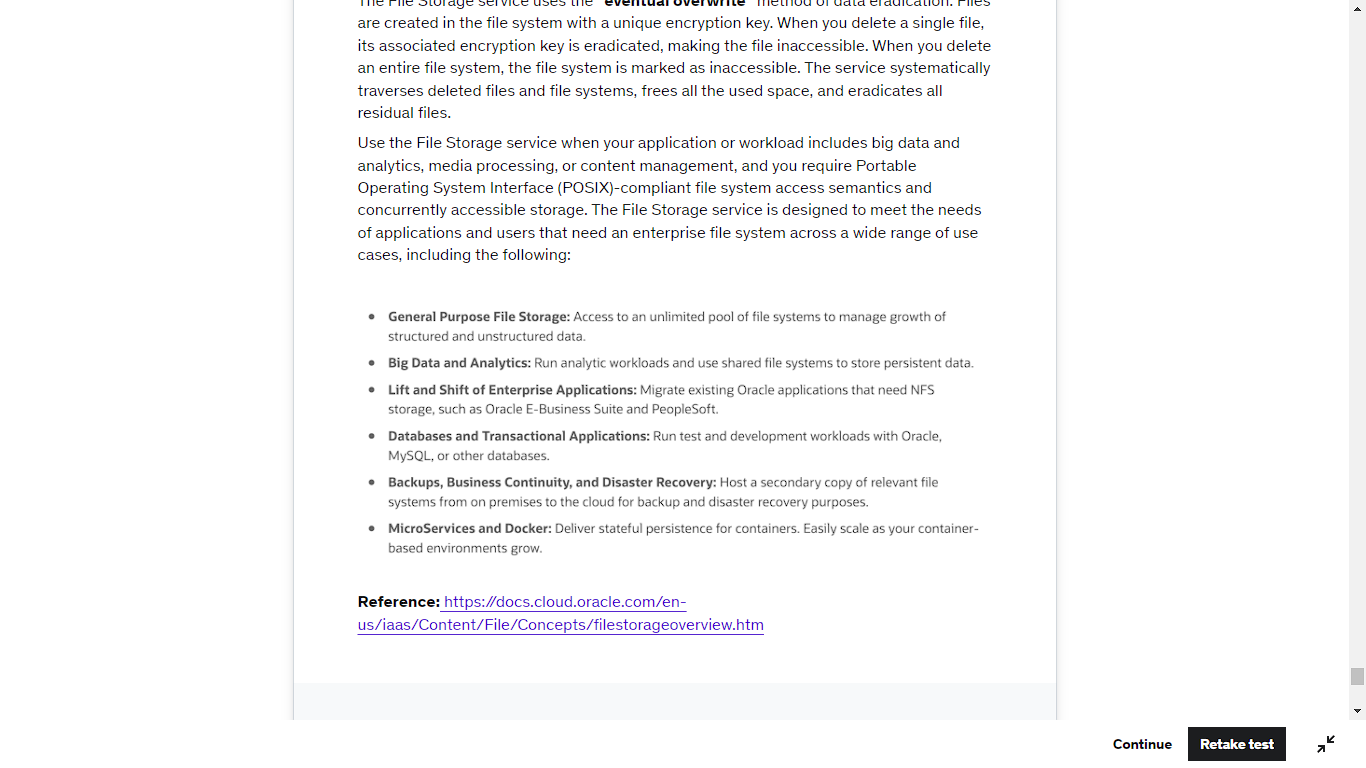 The File Storage service uses the "eventual overwrite" method of data eradication. Files
are created in the file system with a unique encryption key. When you delete a single file,
its associated encryption key is eradicated, making the file inaccessible. When you delete
an entire file system, the file system is marked as inaccessible. The service systematically
traverses deleted files and file systems, frees all the used space, and eradicates all
residual files.
Use the File Storage service when your application or workload includes big data and
analytics, media processing, or content management, and you require Portable
Operating System Interface (POSIX)-compliant file system access semantics and
concurrently accessible storage. The File Storage service is designed to meet the needs
of applications and users that need an enterprise file system across a wide range of use
cases, including the following:
• General Purpose File Storage: Access to an unlimited pool of file systems to manage growth of
structured and unstructured data.
• Big Data and Analytics: Run analytic workloads and use shared file systems to store persistent data.
• Lift and Shift of Enterprise Applications: Migrate existing Oracle applications that need NFS
storage, such as Oracle E-Business Suite and PeopleSoft.
• Databases and Transactional Applications: Run test and development workloads with Oracle,
MySQL, or other databases.
• Backups, Business Continuity, and Disaster Recovery: Host a secondary copy of relevant file
systems from on premises to the cloud for backup and disaster recovery purposes.
• MicroServices and Docker: Deliver stateful persistence for containers. Easily scale as your container-
based environments grow.
Reference: https://docs.cloud.oracle.com/en-
us/iaas/Content/File/Concepts/filestorageoverview.htm
Continue
Retake test